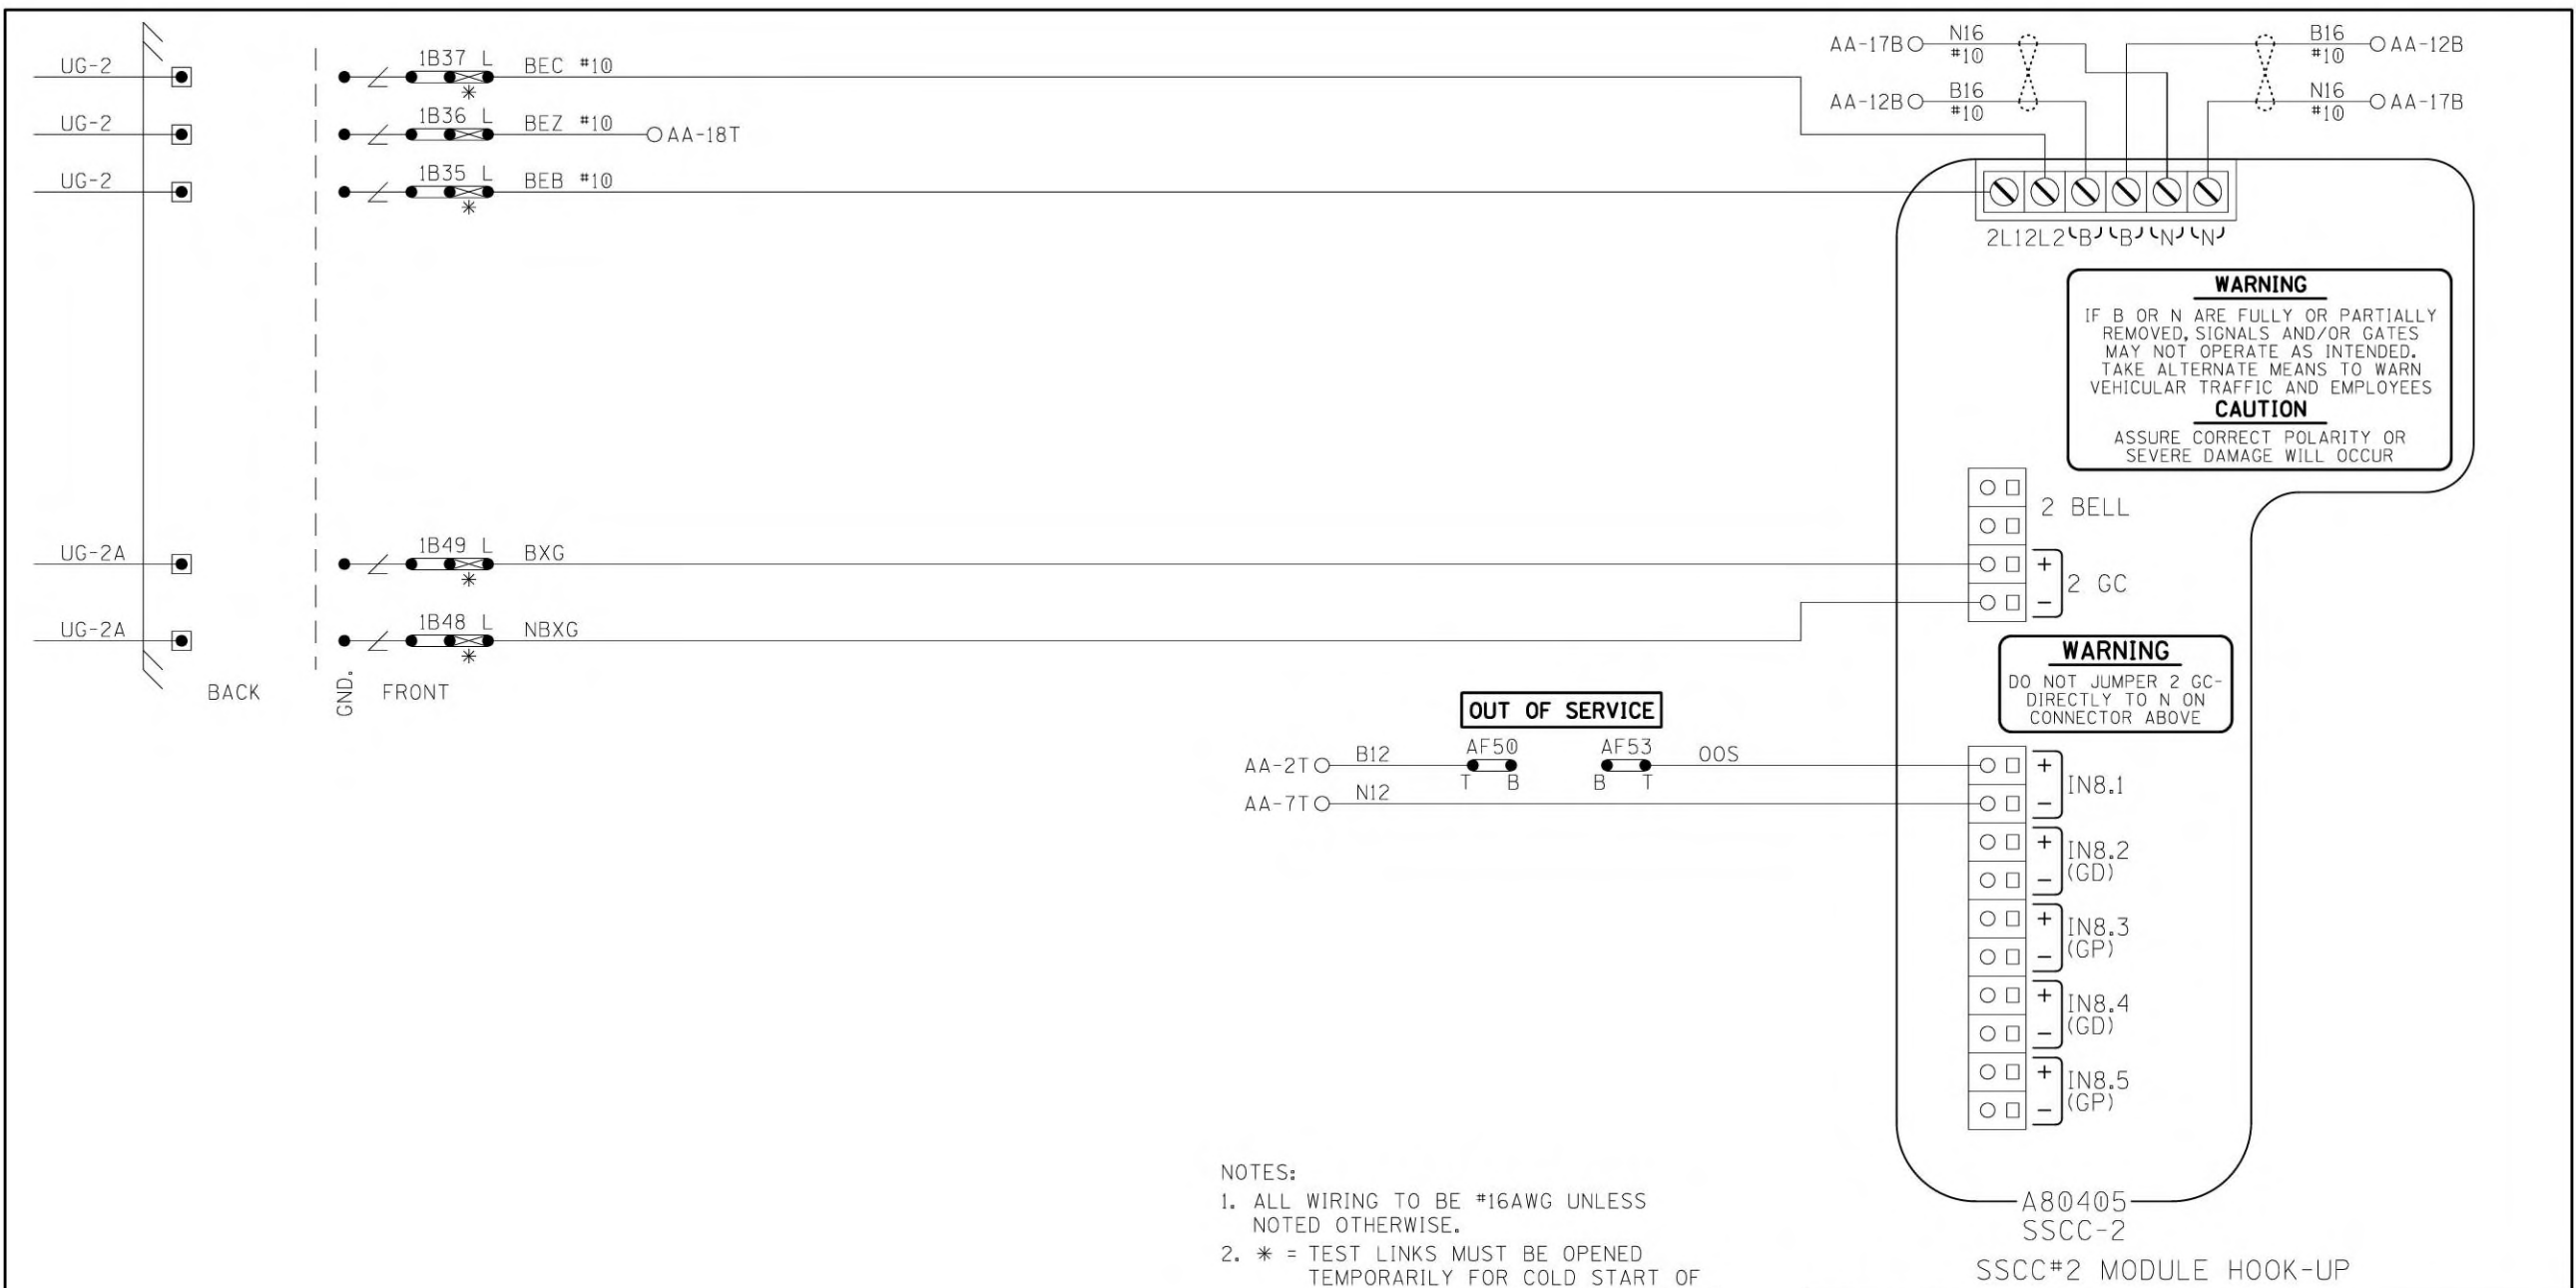 AA-17B N16 #10
B16 #10 AA-12B
UG-2 1B37 L BEC #10
AA-12B B16 #10
N16 #10 AA-17B
UG-2 1B36 L BEZ #10 AA-18T
UG-2 1B35 L BEB #10
*
*
2L1 2L2 B B N N
WARNING
IF B OR N ARE FULLY OR PARTIALLY
REMOVED, SIGNALS AND/OR GATES
MAY NOT OPERATE AS INTENDED.
TAKE ALTERNATE MEANS TO WARN
VEHICULAR TRAFFIC AND EMPLOYEES
CAUTION
ASSURE CORRECT POLARITY OR
SEVERE DAMAGE WILL OCCUR
2 BELL
UG-2A 1B49 L BXG
*
+
2 GC
-
UG-2A 1B48 L NBXG
*
BACK
GND.
FRONT
WARNING
DO NOT JUMPER 2 GC-
DIRECTLY TO N ON
CONNECTOR ABOVE
OUT OF SERVICE
AA-2T B12 AF50 AF53 OOS
T B B T
AA-7T N12
+
IN8.1
-
+
IN8.2
(GD)
-
+
IN8.3
(GP)
-
+
IN8.4
(GD)
-
+
IN8.5
(GP)
-
NOTES:
1. ALL WIRING TO BE #16AWG UNLESS
NOTED OTHERWISE.
2. * = TEST LINKS MUST BE OPENED
TEMPORARILY FOR COLD START OF
A80405
SSCC-2
SSCC#2 MODULE HOOK-UP